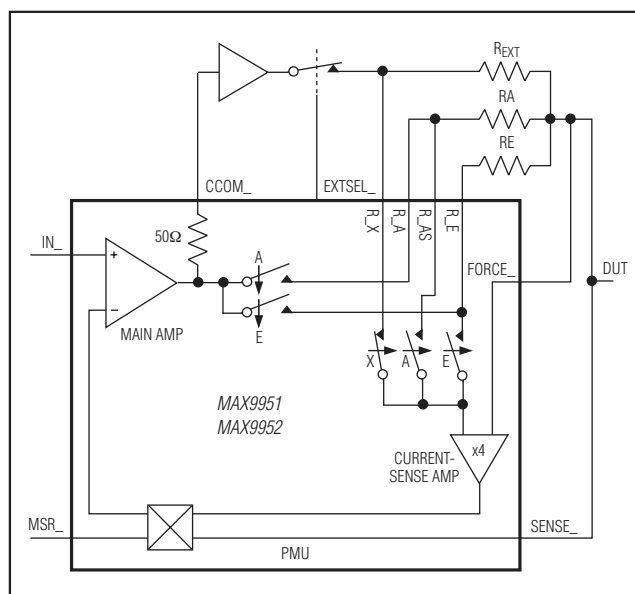 R_EXT
RA
RE
CCOM_
EXTSEL_
R_X
R_A
R_AS
R_E
50Ω
IN_
+
A
FORCE_
DUT
−
MAIN AMP
E
X
A
E
MAX9951
MAX9952
x4
CURRENT-
SENSE AMP
MSR_
SENSE_
PMU